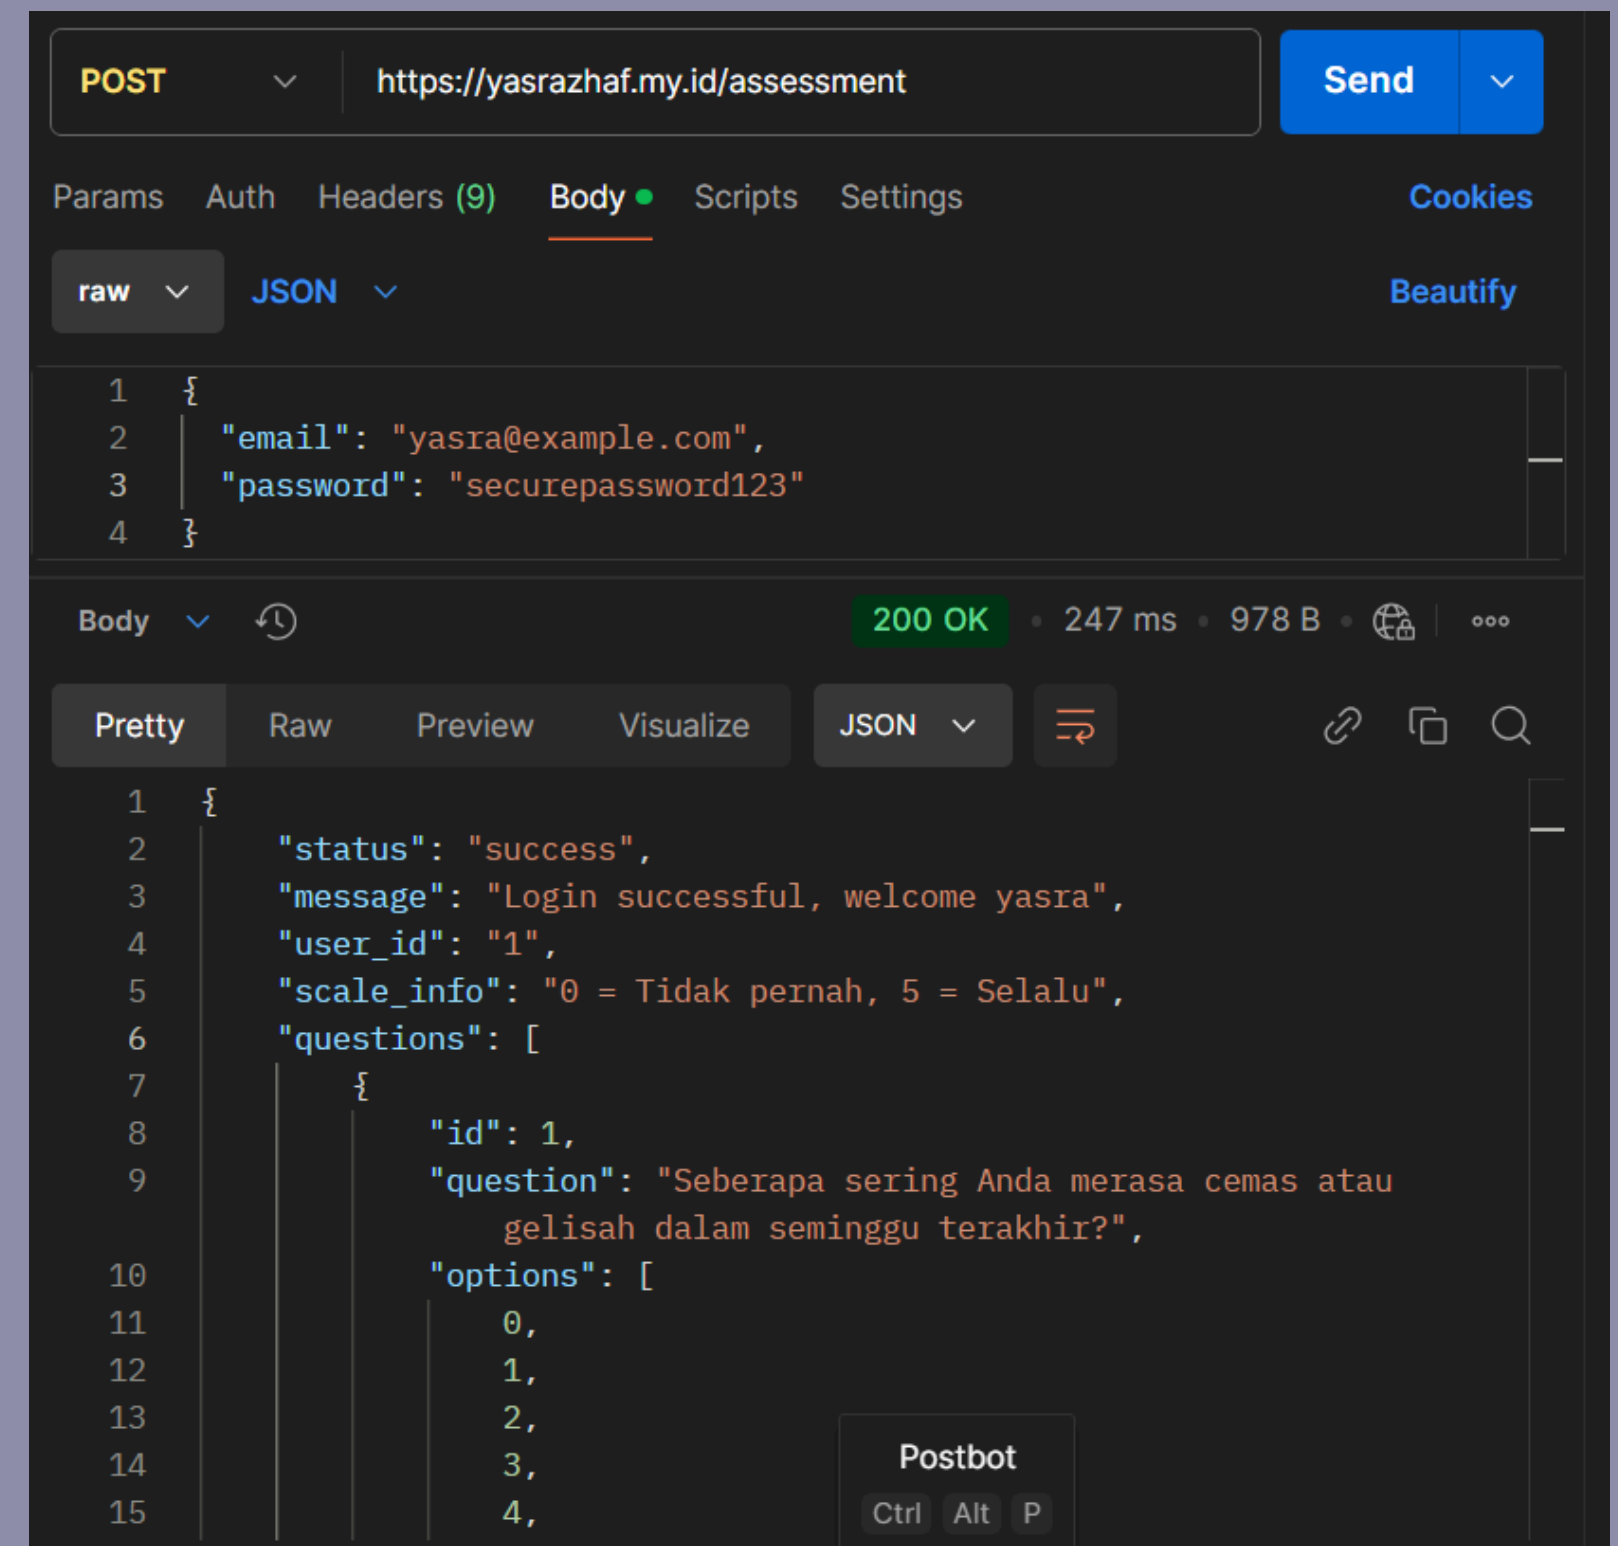 POST https://yasrazhaf.my.id/assessment Send
Params Auth Headers (9) Body Scripts Settings Cookies
raw JSON Beautify
1 {
2 "email": "yasra@example.com",
3 "password": "securepassword123"
4 }
Body 200 OK • 247 ms • 978 B •
Pretty Raw Preview Visualize JSON
1 {
2 "status": "success",
3 "message": "Login successful, welcome yasra",
4 "user_id": "1",
5 "scale_info": "0 = Tidak pernah, 5 = Selalu",
6 "questions": [
7 {
8 "id": 1,
9 "question": "Seberapa sering Anda merasa cemas atau
gelisah dalam seminggu terakhir?",
10 "options": [
11 0,
12 1,
13 2,
14 3,
15 4,
Postbot
Ctrl Alt P